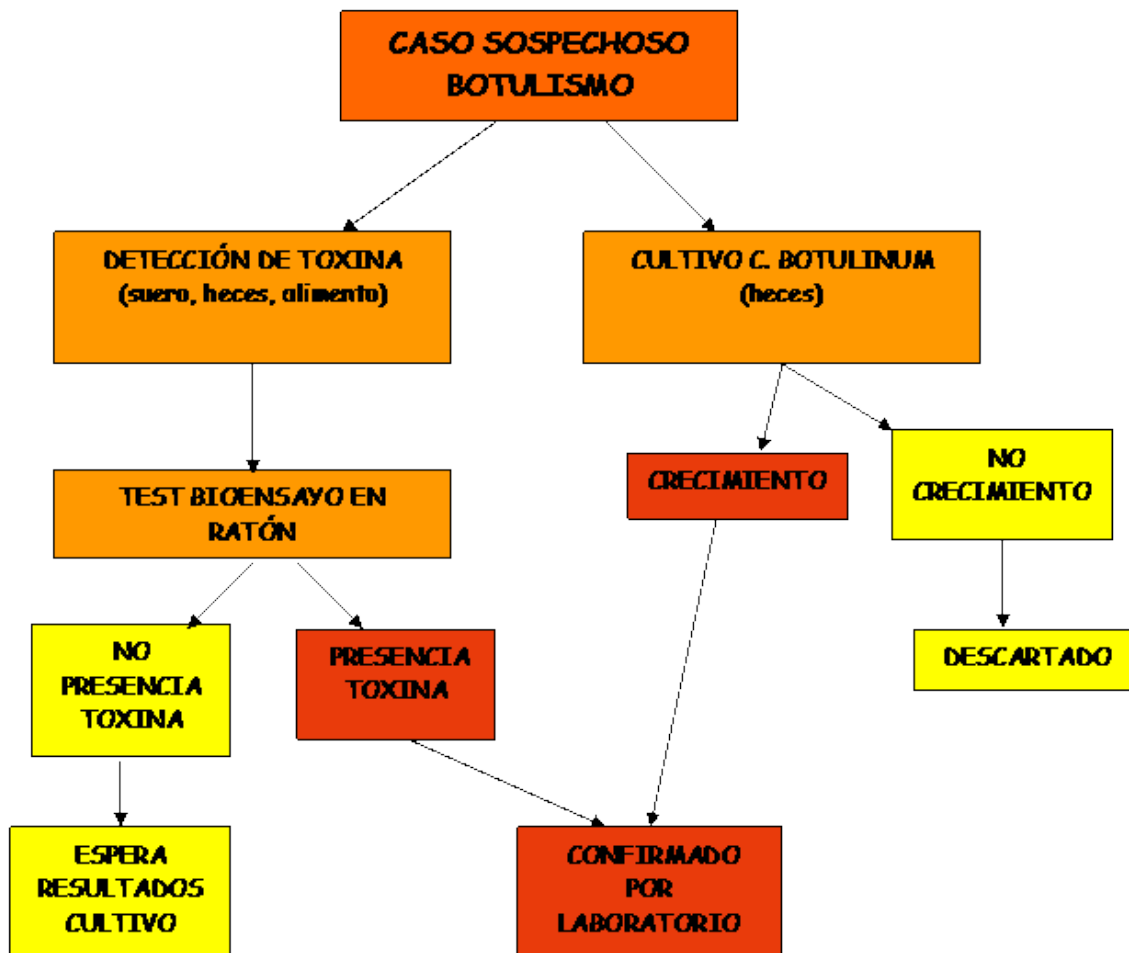 CASO SOSPECHOSO
BOTULISMO
DETECCIÓN DE TOXINA
(suero, heces, alimento)
CULTIVO C. BOTULINUM
(heces)
TEST BIOENSAYO EN
RATÓN
CRECIMIENTO
NO
CRECIMIENTO
NO
PRESENCIA
TOXINA
PRESENCIA
TOXINA
DESCARTADO
ESPERA
RESULTADOS
CULTIVO
CONFIRMADO
POR
LABORATORIO